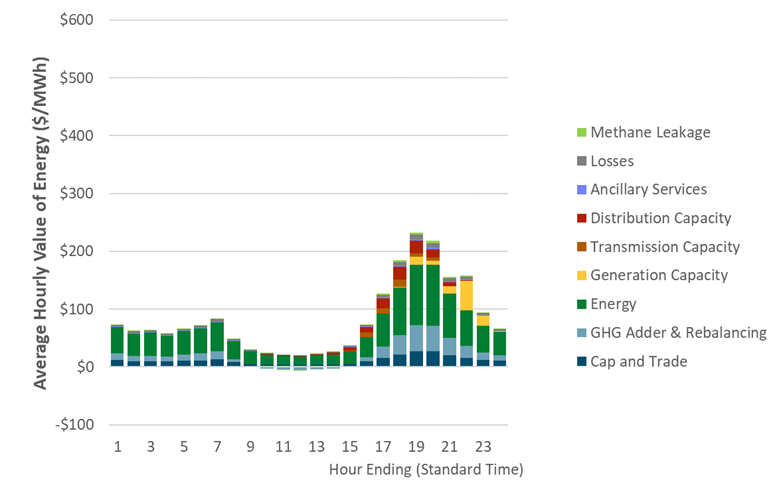 Average Hourly Value of Energy ($/MWh)
$600
$500
$400
$300
$200
$100
$0
-$100
1 3 5 7 9 11 13 15 17 19 21 23
Hour Ending (Standard Time)
Methane Leakage
Losses
Ancillary Services
Distribution Capacity
Transmission Capacity
Generation Capacity
Energy
GHG Adder & Rebalancing
Cap and Trade